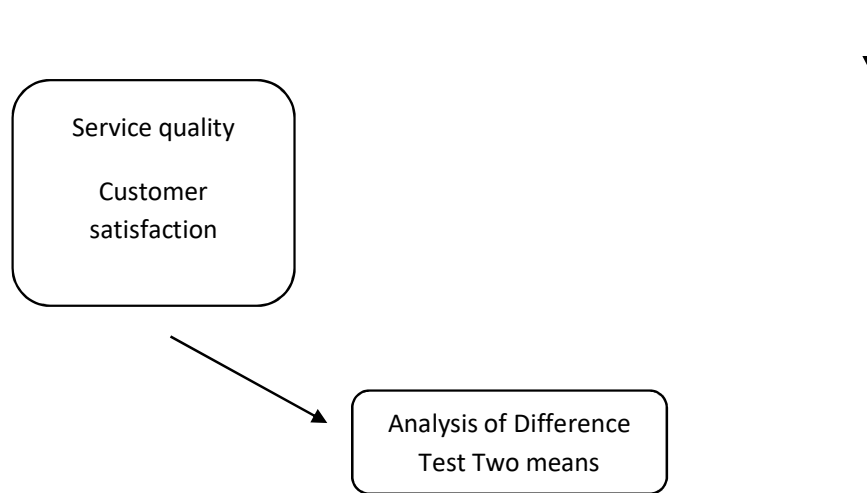 Service quality
Customer
satisfaction
Analysis of Difference
Test Two means